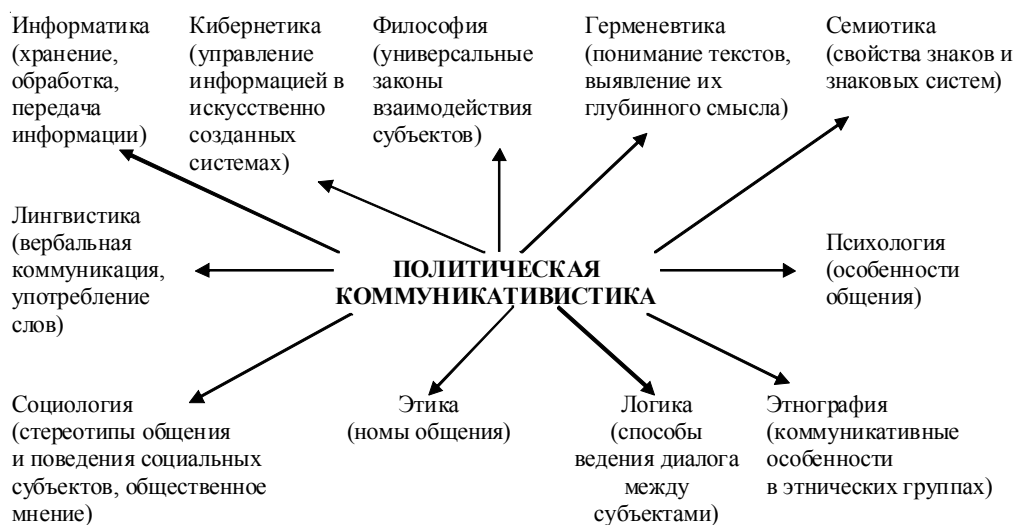 Информатика
(хранение,
обработка,
передача
информации)
Кибернетика
(управление
информацией в
искусственно
созданных
системах)
Философия
(универсальные
законы
взаимодействия
субъектов)
Герменевтика
(понимание текстов,
выявление их
глубинного смысла)
Семиотика
(свойства знаков и
знаковых систем)
Лингвистика
(вербальная
коммуникация,
употребление
слов)
ПОЛИТИЧЕСКАЯ
КОММУНИКАТИВИСТИКА
Психология
(особенности
общения)
Социология
(стереотипы общения
и поведения социальных
субъектов, общественное
мнение)
Этика
(номы общения)
Логика
(способы
ведения диалога
между
субъектами)
Этнография
(коммуникативные
особенности
в этнических группах)